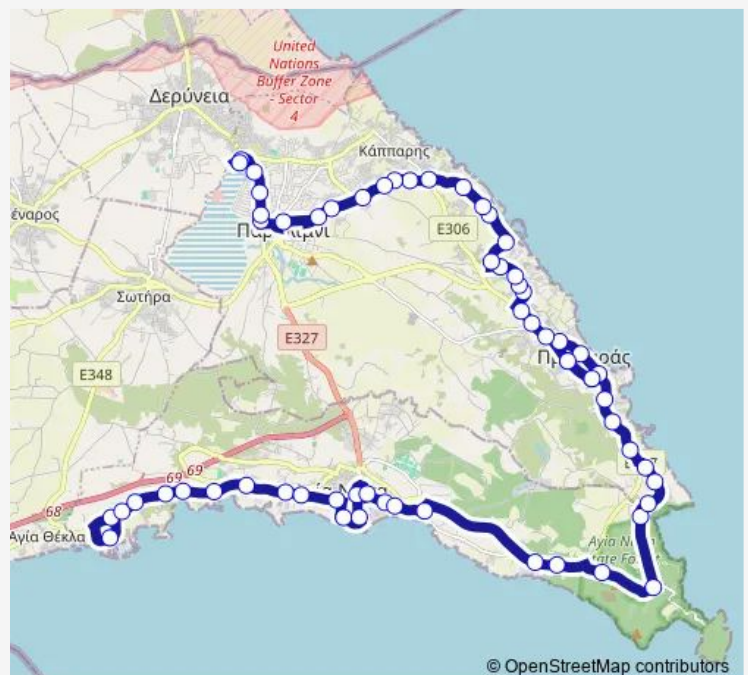 United
Nations
Buffer Zone
- Sector
4
Δερύνεια
Κάππαρης
έναρος
E306
Σωτήρα
E327
E348
69 69
68
Αγία Θέκλα
© OpenStreetMap contributors